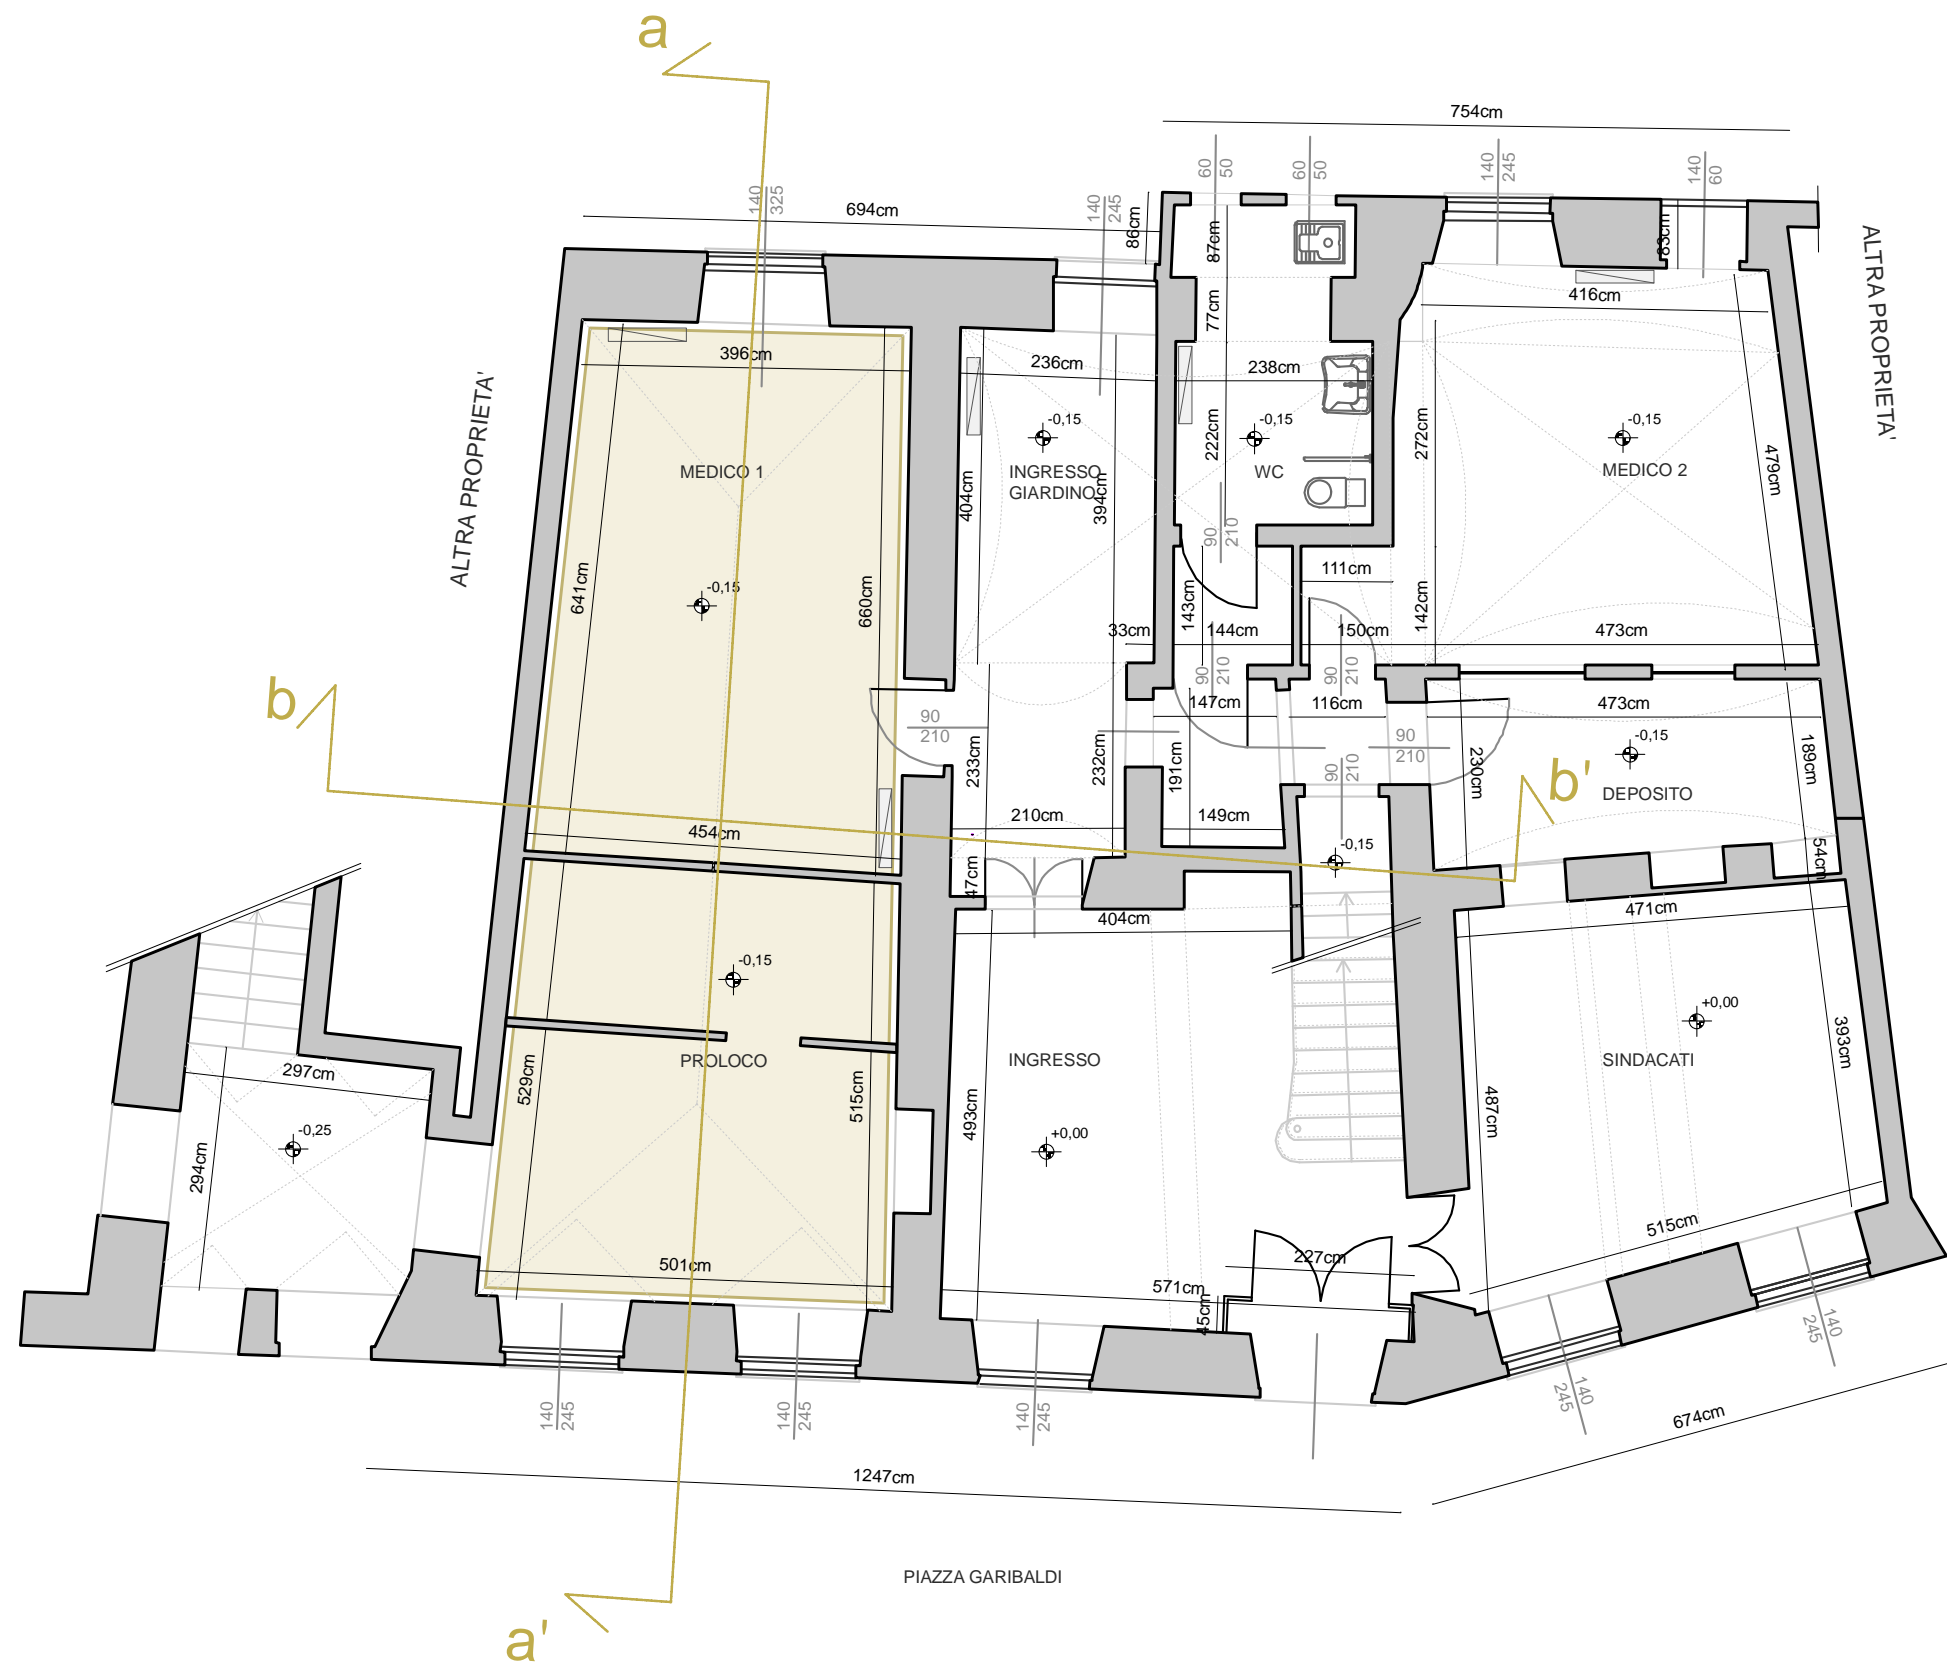 a
754cm
60
50
60
50
140
245
140
60
140
325
694cm
140
245
86cm
87cm
83cm
ALTRA PROPRIETA'
416cm
77cm
396cm
236cm
238cm
ALTRA PROPRIETA'
-0,15
-0,15
-0,15
222cm
272cm
479cm
MEDICO 1
INGRESSO
GIARDINO
WC
MEDICO 2
404cm
394cm
90
210
641cm
-0,15
660cm
111cm
143cm
142cm
33cm
144cm
150cm
473cm
90
210
90
210
b
147cm
116cm
473cm
90
210
90
210
-0,15
233cm
232cm
191cm
90
210
230cm
189cm
b'
DEPOSITO
454cm
210cm
149cm
-0,15
54cm
47cm
404cm
471cm
-0,15
+0,00
393cm
PROLOCO
INGRESSO
SINDACATI
297cm
529cm
515cm
493cm
487cm
-0,25
+0,00
294cm
515cm
501cm
227cm
571cm
45cm
140
245
140
245
140
245
140
245
140
245
674cm
1247cm
PIAZZA GARIBALDI
a'